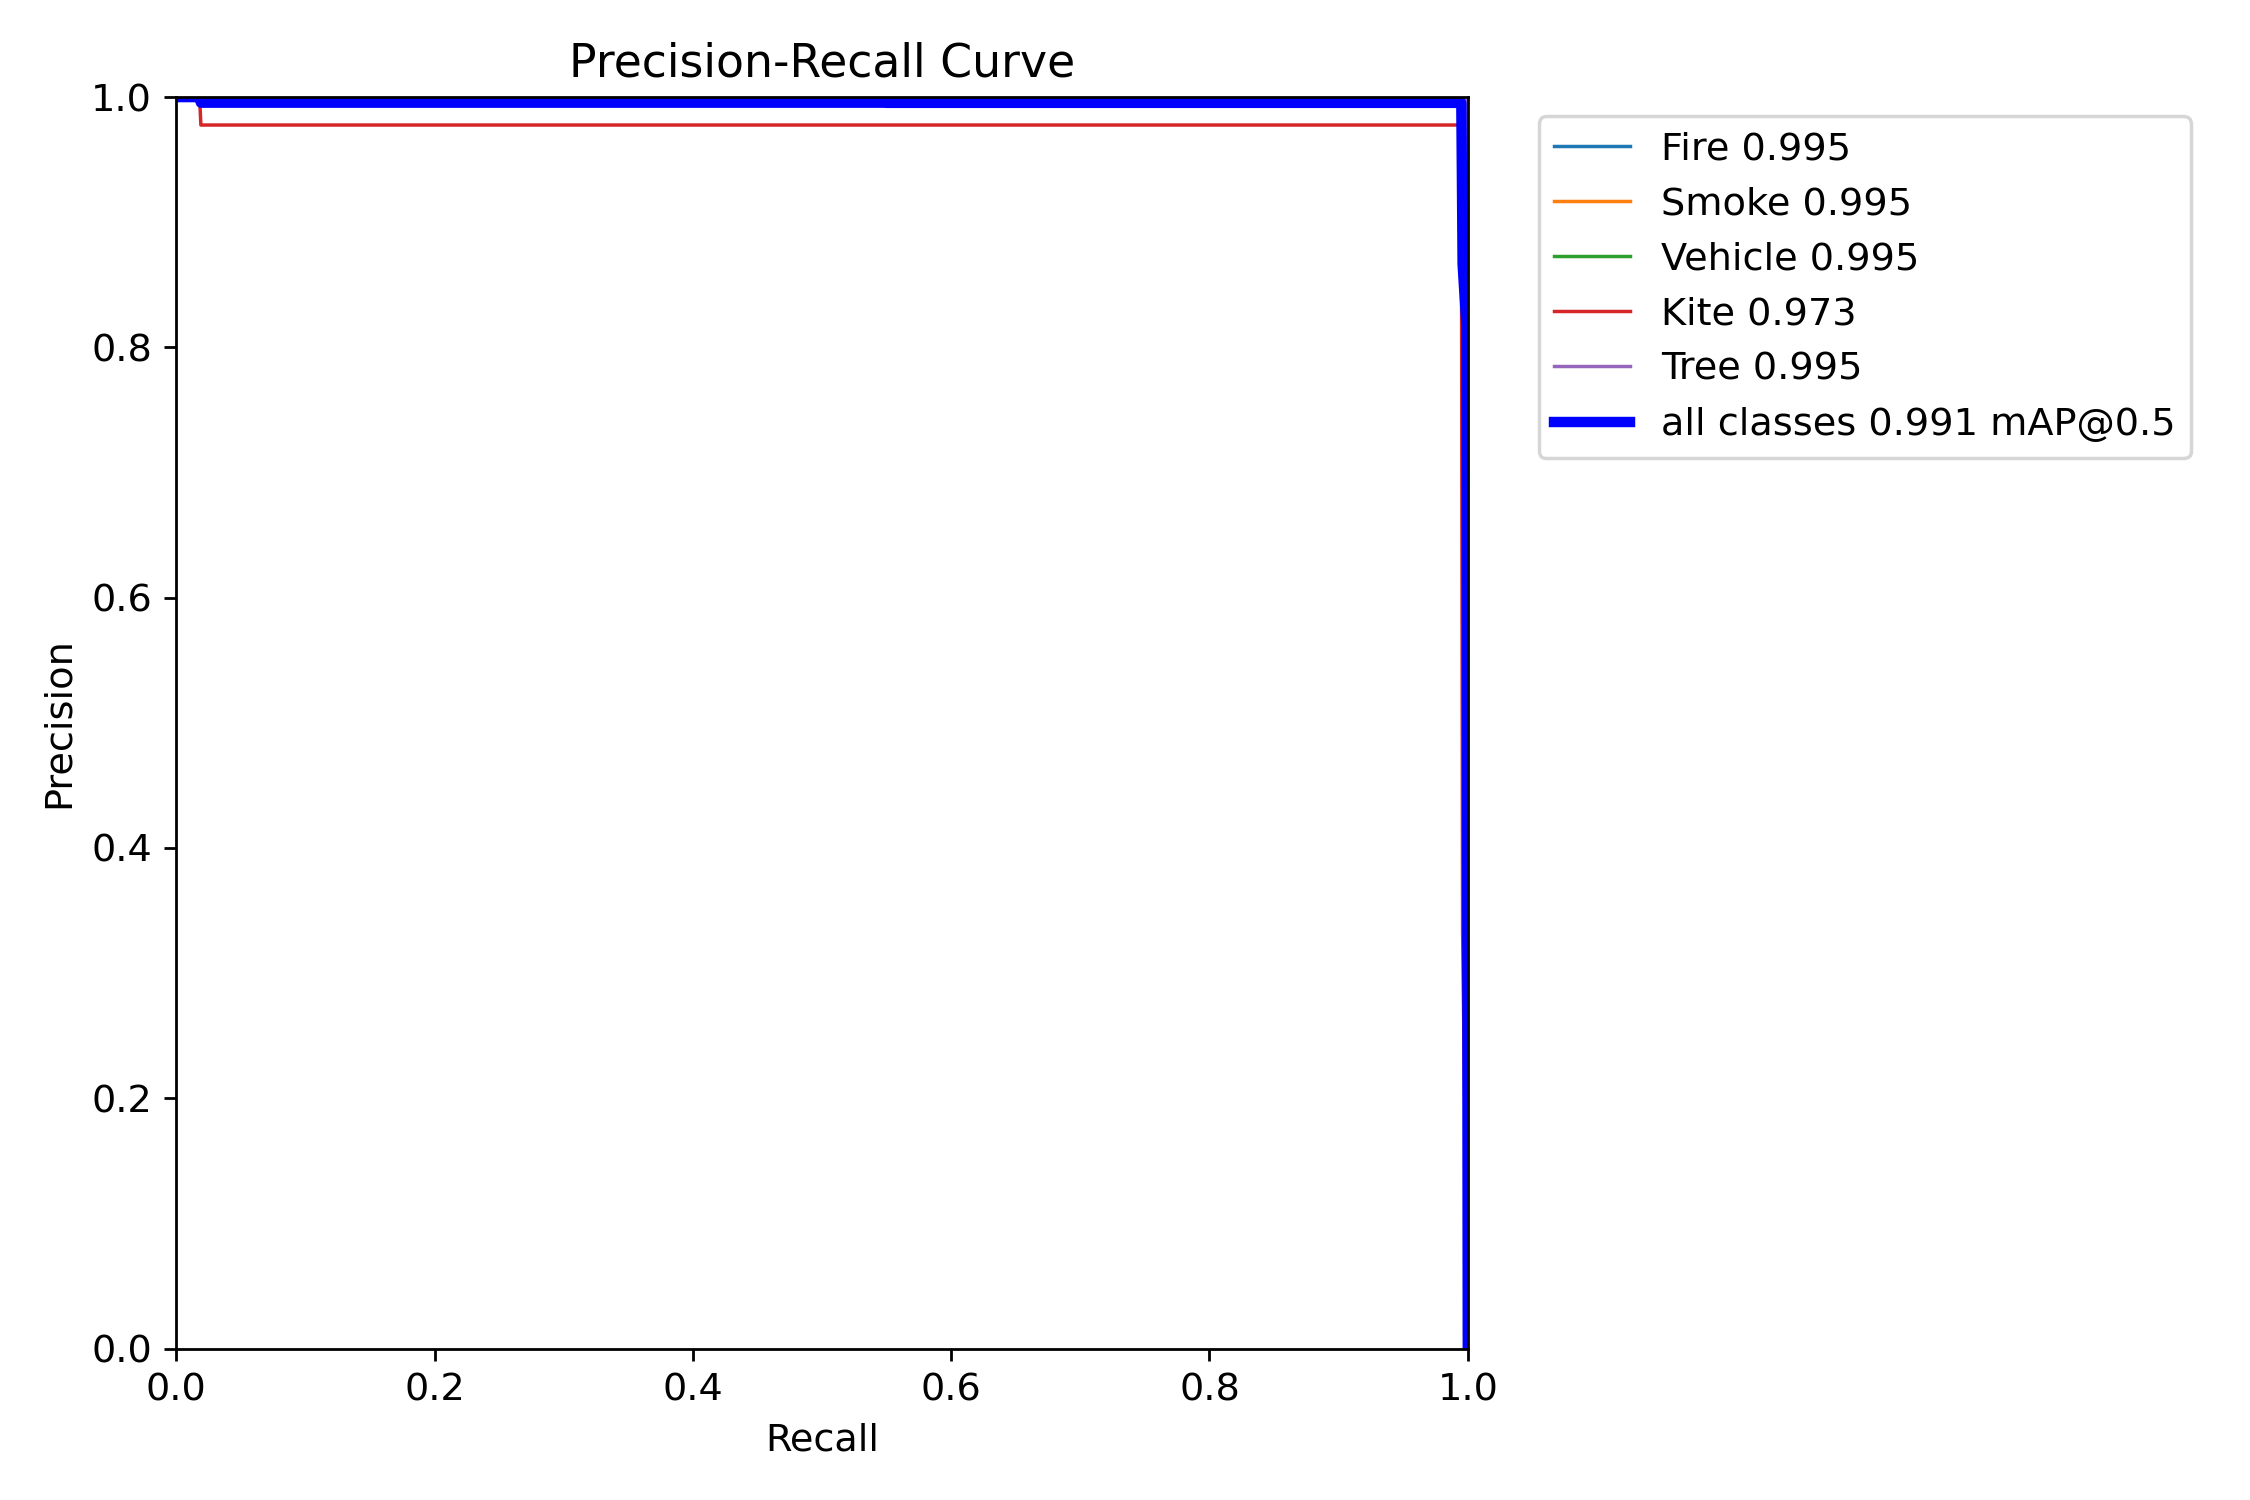 Precision-Recall Curve
1.0
0.8
0.6
0.4
0.2
0.0
Precision
0.0 0.2 0.4 0.6 0.8 1.0
Recall
Fire 0.995
Smoke 0.995
Vehicle 0.995
Kite 0.973
Tree 0.995
all classes 0.991 mAP@0.5